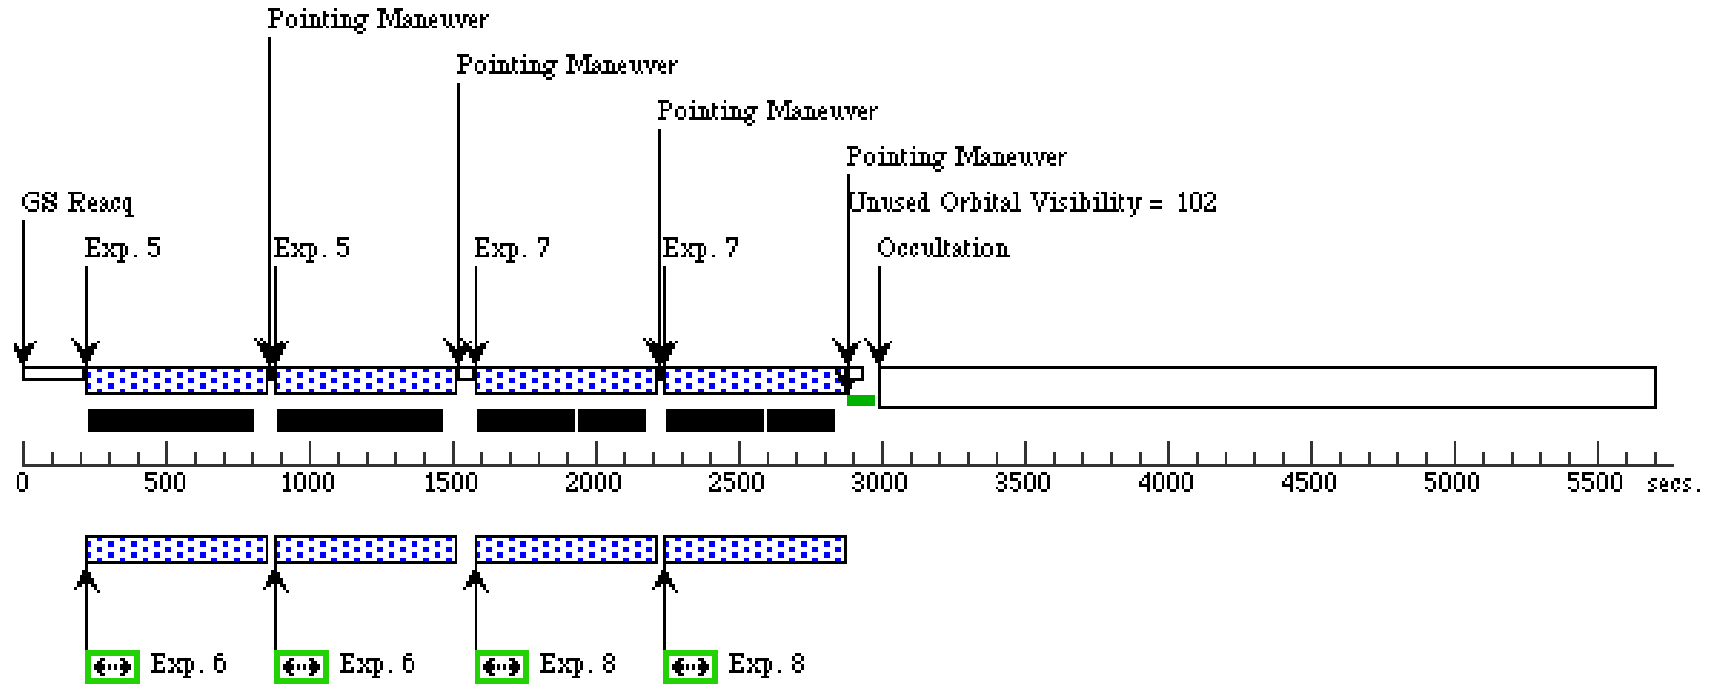 Pointing Maneuver
Pointing Maneuver
Pointing Maneuver
Pointing Maneuver
GS Reacq
Unused Orbital Visibility = 102
Exp. 5
Exp. 5
Exp. 7
Exp. 7
Occultation
0 500 1000 1500 2000 2500 3000 3500 4000 4500 5000 5500 secs.
Exp. 6
Exp. 6
Exp. 8
Exp. 8